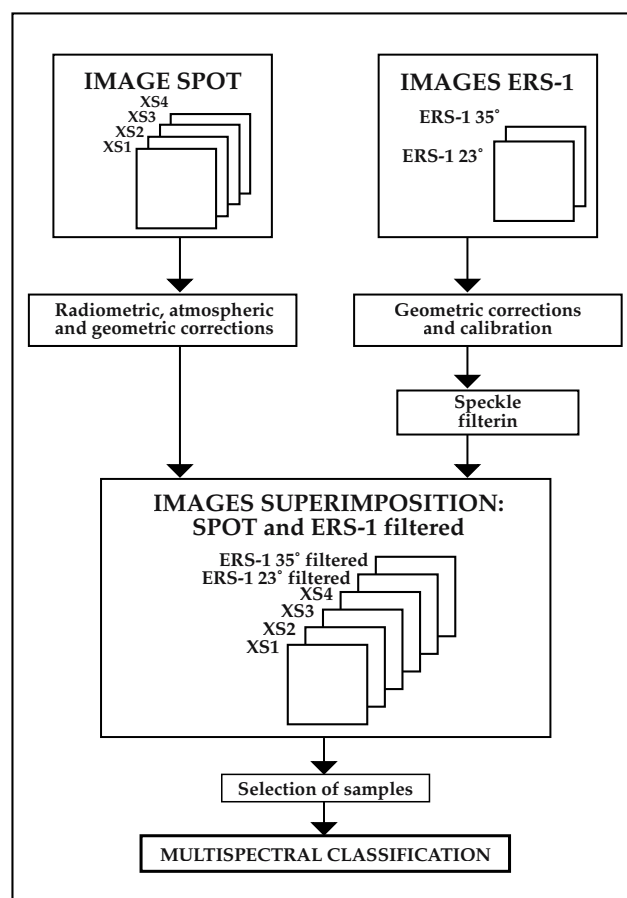 IMAGE SPOT
XS4
XS3
XS2
XS1
IMAGES ERS-1
ERS-1 35°
ERS-1 23°
Radiometric, atmospheric
and geometric corrections
Geometric corrections
and calibration
Speckle
filterin
IMAGES SUPERIMPOSITION:
SPOT and ERS-1 filtered
ERS-1 35° filtered
ERS-1 23° filtered
XS4
XS3
XS2
XS1
Selection of samples
MULTISPECTRAL CLASSIFICATION